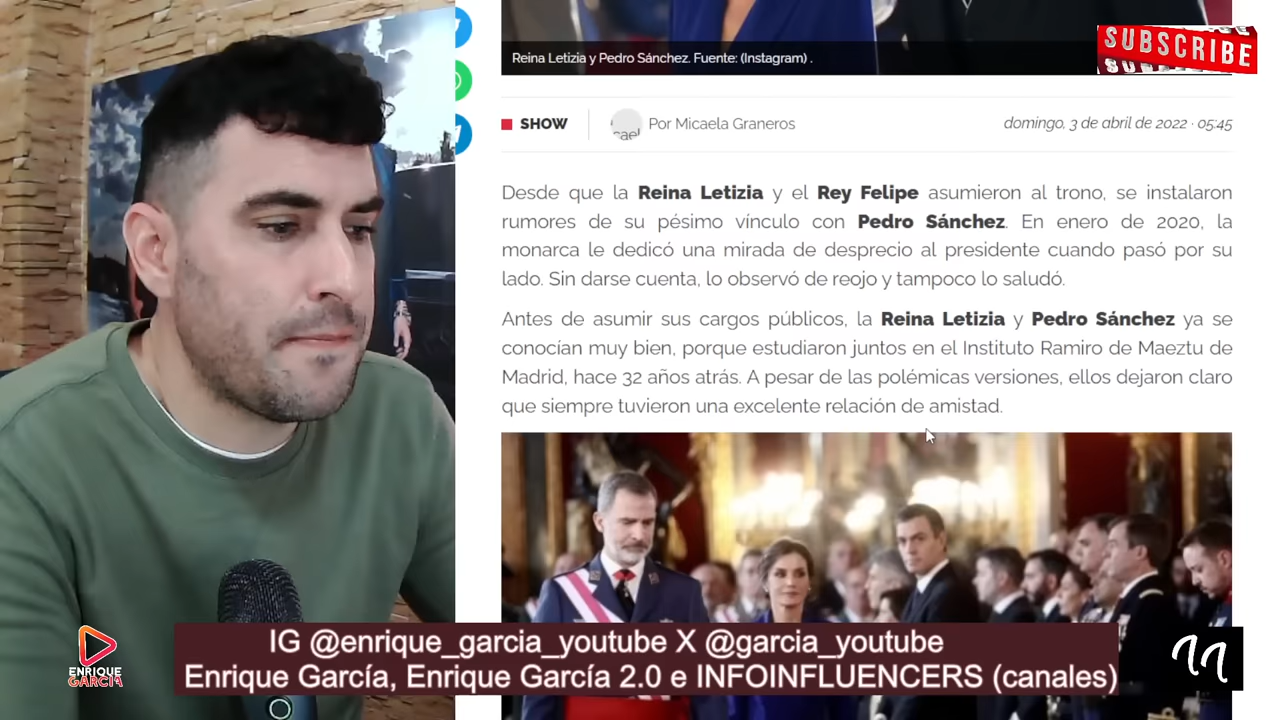 Reina Letizia y Pedro Sánchez. Fuente: (Instagram) .
SUBSCRIBE
SHOW
Por Micaela Graneros
domingo, 3 de abril de 2022 · 05:45
Desde que la Reina Letizia y el Rey Felipe asumieron al trono, se instalaron
rumores de su pésimo vínculo con Pedro Sánchez. En enero de 2020, la
monarca le dedicó una mirada de desprecio al presidente cuando pasó por su
lado. Sin darse cuenta, lo observó de reojo y tampoco lo saludó.
Antes de asumir sus cargos públicos, la Reina Letizia y Pedro Sánchez ya se
conocían muy bien, porque estudiaron juntos en el Instituto Ramiro de Maeztu de
Madrid, hace 32 años atrás. A pesar de las polémicas versiones, ellos dejaron claro
que siempre tuvieron una excelente relación de amistad.
IG @enrique_garcia_youtube X @garcia_youtube
Enrique García, Enrique García 2.0 e INFOINFLUENCERS (canales)
ENRIQUE
GARCÍA